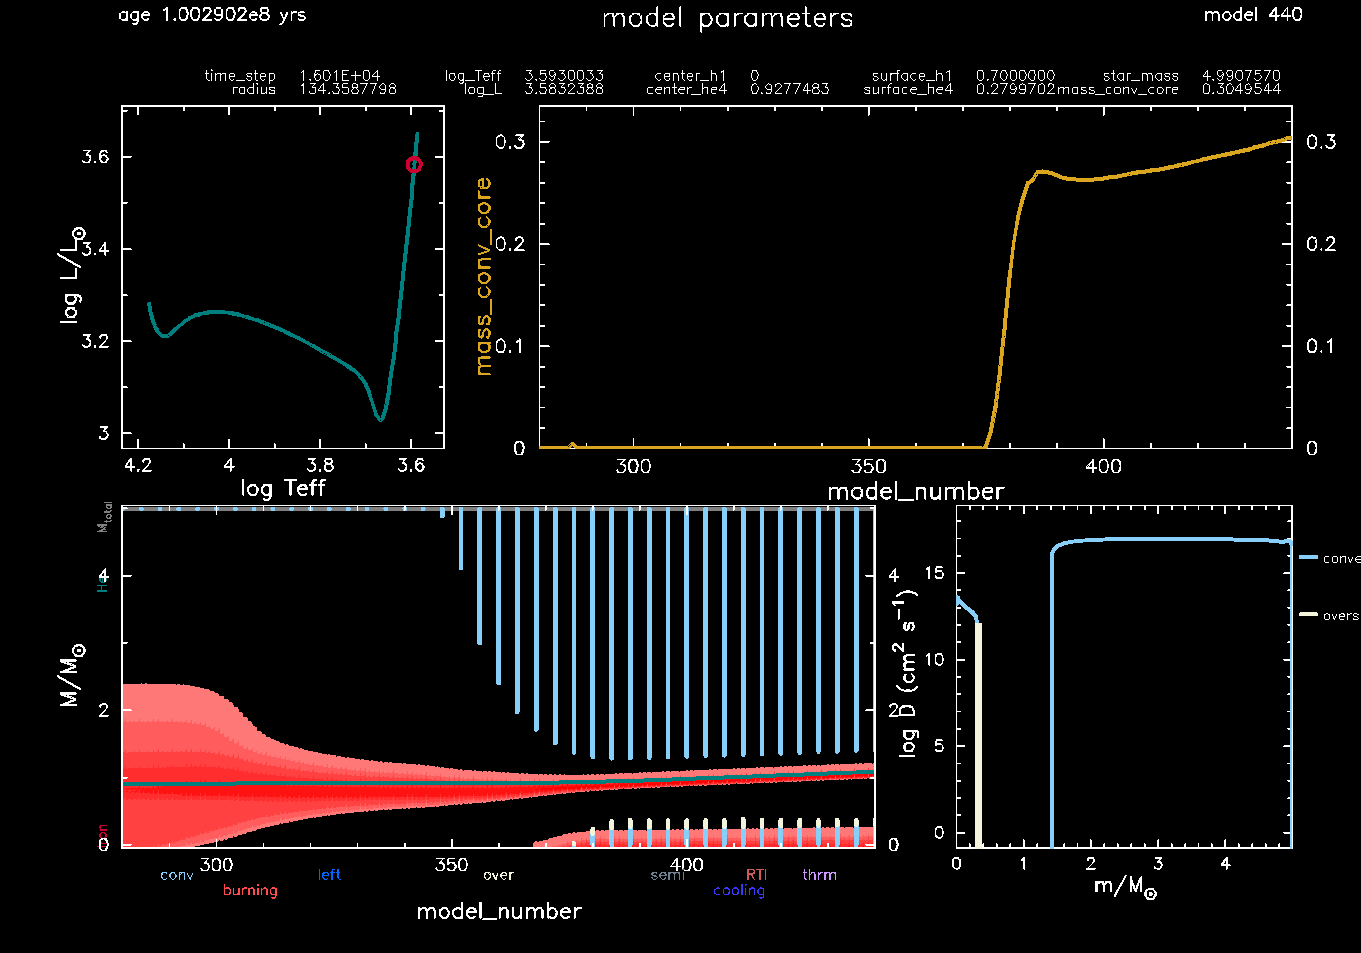 age 1.002902e8 yrs model parameters model 440
time_step 1.601E+04 log_Teff 3.5930033 center_h1 0 surface_h1 0.7000000 star_mass 4.9907570
radius 134.3587798 log_L 3.5832388 center_he4 0.9277483 surface_he4 0.2799702 mass_conv_core 0.3049544
log L/L⊙
3.6
3.4
3.2
3
4.2 4 3.8 3.6
log Teff
mass_conv_core
0.3 0.3
0.2 0.2
0.1 0.1
0 0
300 350 400
model_number
M/M⊙
Mtotal
He
4 4
2 2
0 0
300 350 400
conv left over semi RTI thrm
burning cooling
model_number
log D (cm² s⁻¹)
15
10
5
0
0 1 2 3 4
m/M⊙
conve
overs